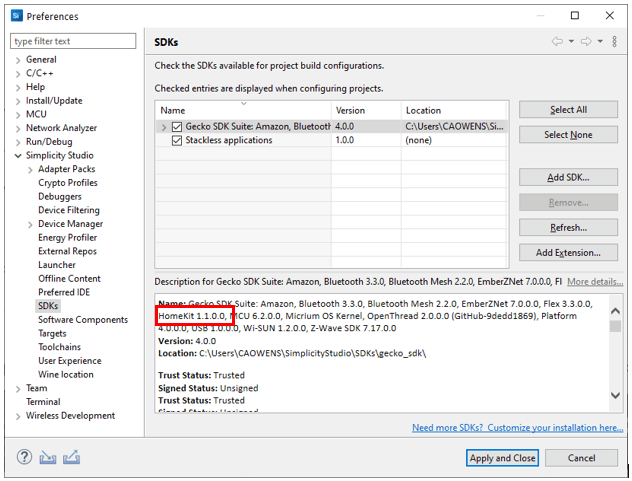 Si Preferences
type filter text
General
C/C++
Help
Install/Update
MCU
Network Analyzer
Run/Debug
Simplicity Studio
Adapter Packs
Crypto Profiles
Debuggers
Device Filtering
Device Manager
Energy Profiler
External Repos
Launcher
Offline Content
Preferred IDE
SDKs
Software Components
Targets
Toolchains
User Experience
Wine location
Team
Terminal
Wireless Development
SDKs
Check the SDKs available for project build configurations.
Checked entries are displayed when configuring projects.
Name Version Location
Gecko SDK Suite: Amazon, Bluetooth 4.0.0 C:\Users\CAOWENS\Sim...
Stackless applications 1.0.0 (none)
Select All
Select None
Add SDK...
Remove...
Refresh...
Add Extension...
Description for Gecko SDK Suite: Amazon, Bluetooth 3.3.0, Bluetooth Mesh 2.2.0, EmberZNet 7.0.0.0, Fl More details...
Name: Gecko SDK Suite: Amazon, Bluetooth 3.3.0, Bluetooth Mesh 2.2.0, EmberZNet 7.0.0.0, Flex 3.3.0.0,
HomeKit 1.1.0.0, MCU 6.2.0.0, Micrium OS Kernel, OpenThread 2.0.0.0 (GitHub-9dedd1869), Platform
4.0.0.0, USB 1.0.0.0, Wi-SUN 1.2.0.0, Z-Wave SDK 7.17.0.0
Version: 4.0.0
Location: C:\Users\CAOWENS\SimplicityStudio\SDKs\gecko_sdk\
Trust Status: Trusted
Signed Status: Unsigned
Trust Status: Trusted
Signed Status: Unsigned
Need more SDKs? Customize your installation here...
Apply and Close
Cancel